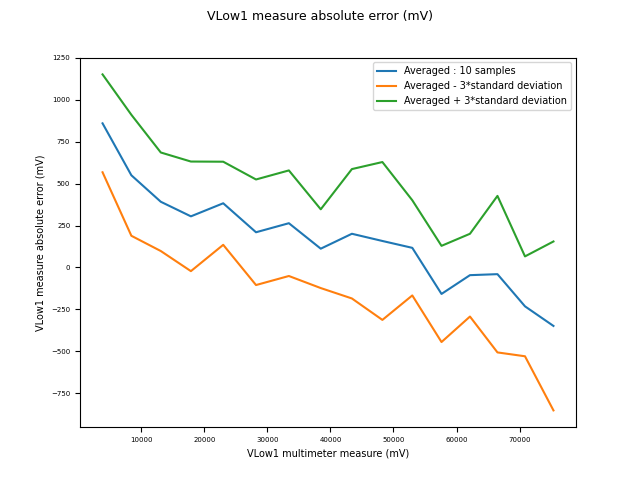 VLow1 measure absolute error (mV)
1250
1000
750
500
250
0
−250
−500
−750
VLow1 measure absolute error (mV)
Averaged : 10 samples
Averaged - 3*standard deviation
Averaged + 3*standard deviation
10000 20000 30000 40000 50000 60000 70000
VLow1 multimeter measure (mV)